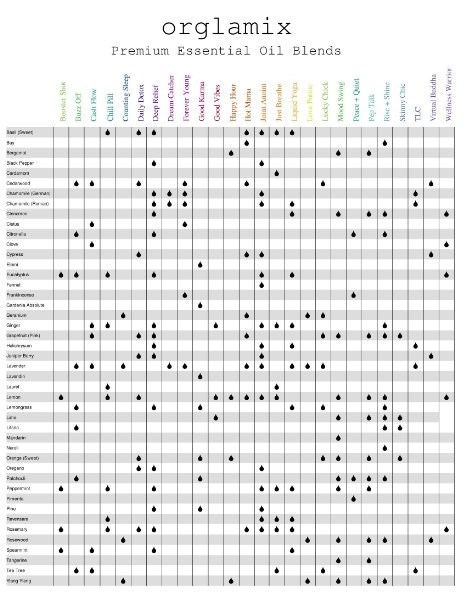 orglamix
Premium Essential Oil Blends
Booster Shot
Buzz Off
Cash Flow
Chill Pill
Counting Sheep
Daily Detox
Deep Relief
Dream Catcher
Forever Young
Good Karma
Good Vibes
Happy Hour
Hot Mama
Just Breathe
Liquid Yoga
Love Potion
Lucky Chick
Mood Swing
Peace + Quiet
Pep Talk
Rise + Shine
Skinny Chic
TLC
Virtual Buddha
Wellness Warrior
Basil (Sweet)
Bay
Bergamot
Black Pepper
Cardamom
Cedarwood
Chamomile (German)
Chamomile (Roman)
Cinnamon
Cistus
Citronella
Clove
Cypress
Elemi
Eucalyptus
Fennel
Frankincense
Gardenia Absolute
Geranium
Ginger
Grapefruit (Pink)
Helichrysum
Juniper Berry
Lavender
Lavandin
Laurel
Lemon
Lemongrass
Lime
Litsea
Mandarin
Neroli
Orange (Sweet)
Oregano
Patchouli
Peppermint
Pimento
Pine
Ravensara
Rosemary
Rosewood
Spearmint
Tangerine
Tea Tree
Ylang Ylang